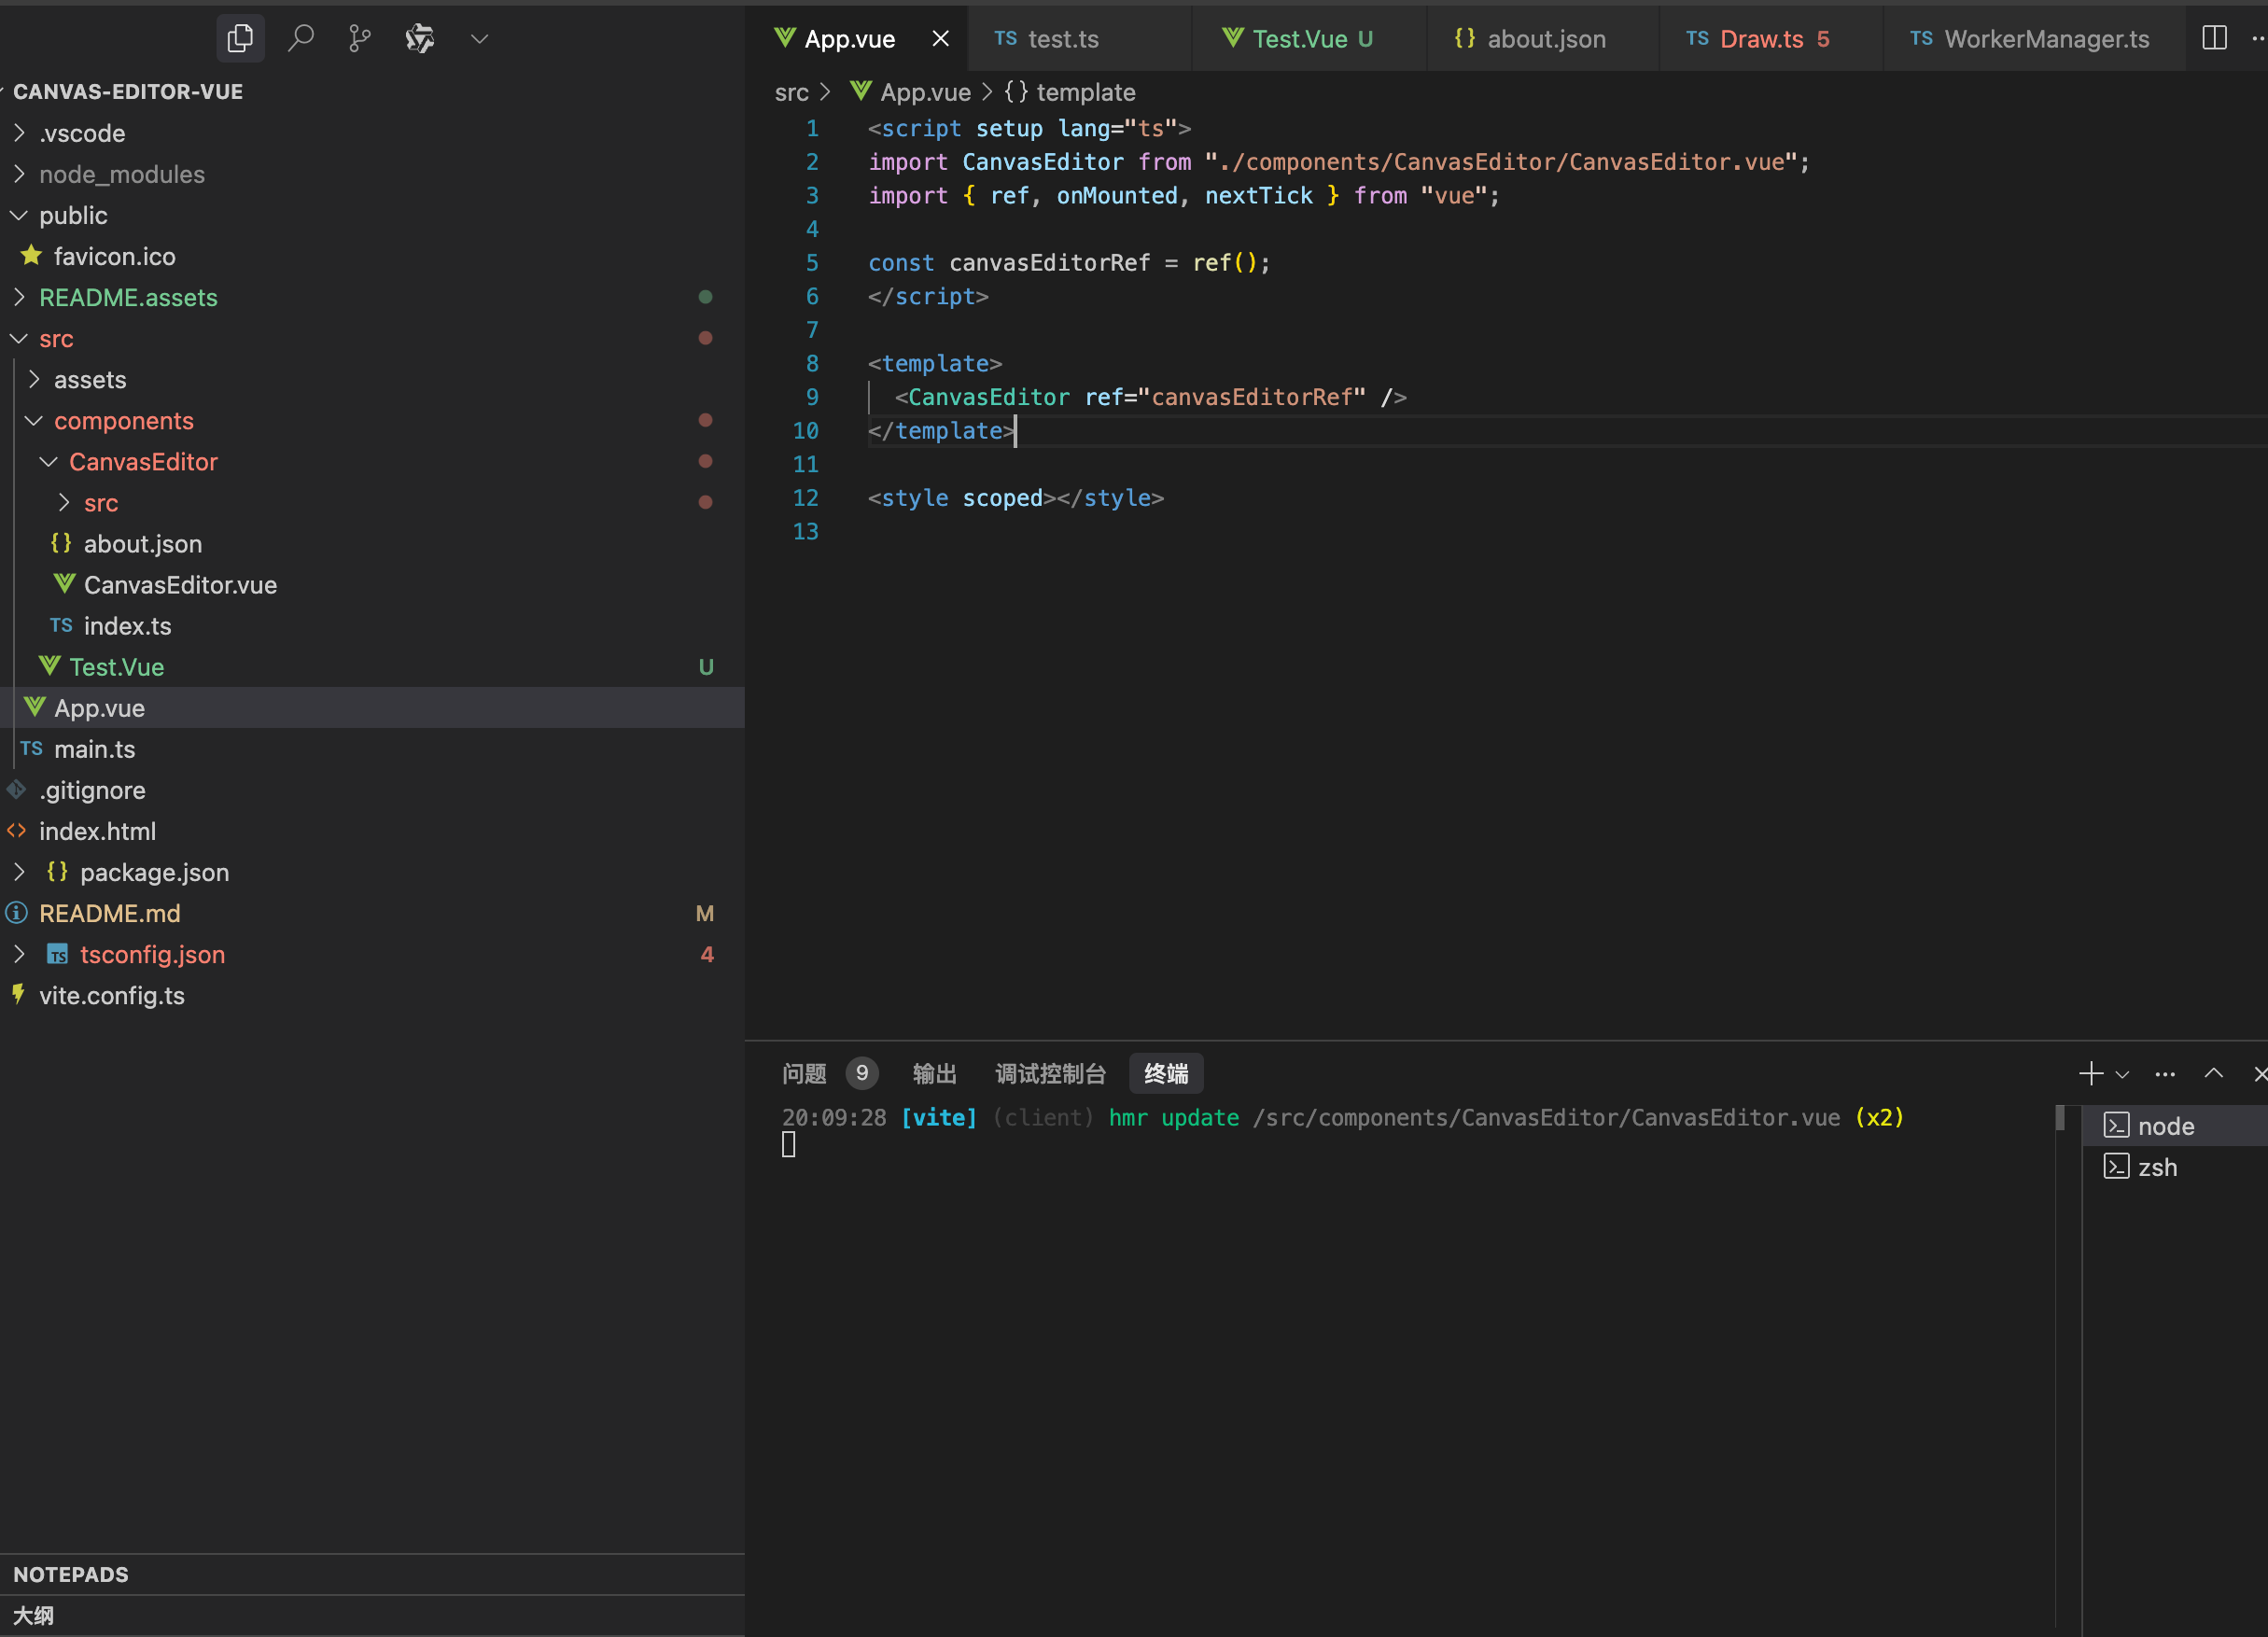 CANVAS-EDITOR-VUE
.vscode
node_modules
public
favicon.ico
README.assets
src
assets
components
CanvasEditor
src
about.json
CanvasEditor.vue
TS index.ts
Test.Vue U
App.vue
TS main.ts
.gitignore
index.html
package.json
README.md M
TS tsconfig.json 4
vite.config.ts
NOTEPADS
大纲
App.vue
TS test.ts
Test.Vue U
{} about.json
TS Draw.ts 5
TS WorkerManager.ts
src > App.vue > {} template
1 <script setup lang="ts">
2 import CanvasEditor from "./components/CanvasEditor/CanvasEditor.vue";
3 import { ref, onMounted, nextTick } from "vue";
4
5 const canvasEditorRef = ref();
6 </script>
7
8 <template>
9 <CanvasEditor ref="canvasEditorRef" />
10 </template>
11
12 <style scoped></style>
13
问题 9 输出 调试控制台 终端
20:09:28 [vite] (client) hmr update /src/components/CanvasEditor/CanvasEditor.vue (x2)
node
zsh